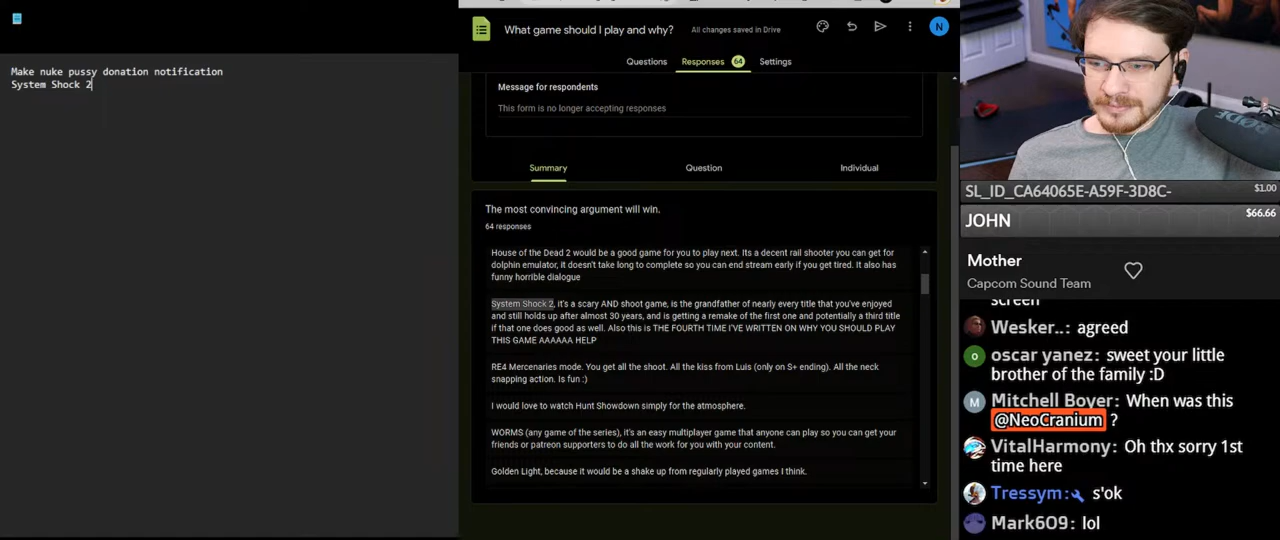 Make nuke pussy donation notification
System Shock 2
What game should I play and why?
All changes saved in Drive
N
Questions
Responses
64
Settings
Message for respondents
This form is no longer accepting responses
Summary
Question
Individual
The most convincing argument will win.
64 responses
House of the Dead 2 would be a good game for you to play next. Its a decent rail shooter you can get for
dolphin emulator, it doesn't take long to complete so you can end stream early if you get tired. It also has
funny horrible dialogue
System Shock 2, it's a scary AND shoot game, is the grandfather of nearly every title that you've enjoyed
and still holds up after almost 30 years, and is getting a remake of the first one and potentially a third title
if that one does good as well. Also this is THE FOURTH TIME I'VE WRITTEN ON WHY YOU SHOULD PLAY
THIS GAME AAAAAA HELP
RE4 Mercenaries mode. You get all the shoot. All the kiss from Luis (only on S+ ending). All the neck
snapping action. Is fun :)
I would love to watch Hunt Showdown simply for the atmosphere.
WORMS (any game of the series), it's an easy multiplayer game that anyone can play so you can get your
friends or patreon supporters to do all the work for you with your content.
Golden Light, because it would be a shake up from regularly played games I think.
RODE
SL_ID_CA64065E-A59F-3D8C-
$1.00
JOHN
$66.66
Mother
Capcom Sound Team
screen
Wesker..: agreed
oscar yanez: sweet your little
brother of the family :D
Mitchell Boyer: When was this
@NeoCranium ?
VitalHarmony: Oh thx sorry 1st
time here
Tressym: s'ok
Mark6O9: lol